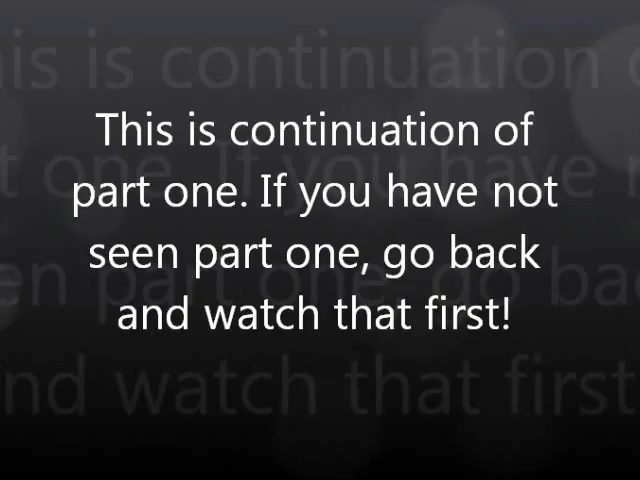 This is continuation of
part one. If you have not
seen part one, go back
and watch that first!